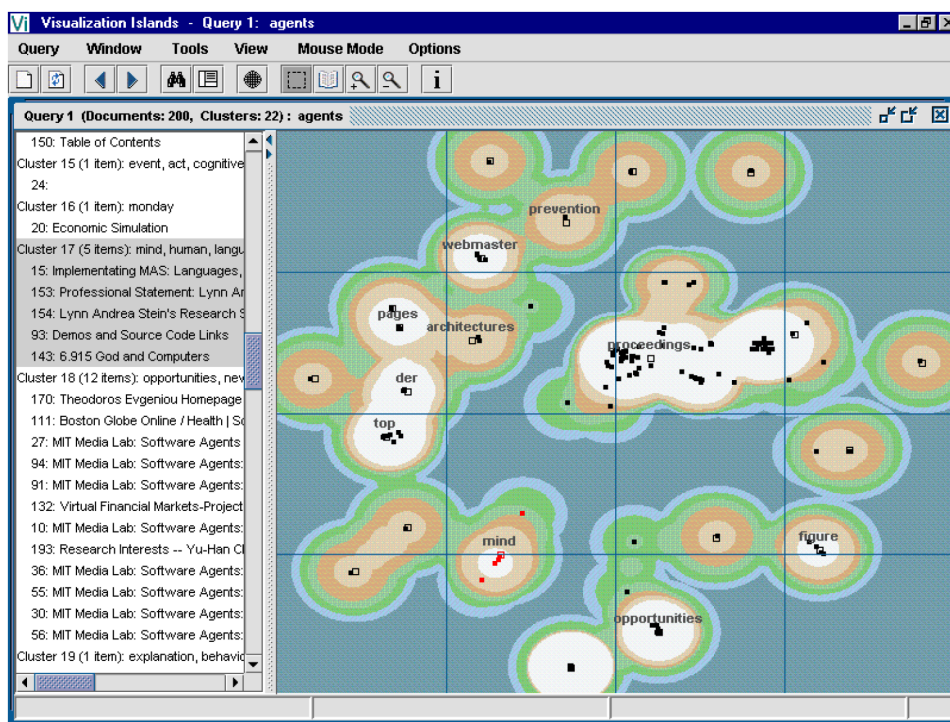 Vi Visualization Islands - Query 1: agents
Query Window Tools View Mouse Mode Options
i
Query 1 (Documents: 200, Clusters: 22) : agents
150: Table of Contents
Cluster 15 (1 item): event, act, cognitive
24:
Cluster 16 (1 item): monday
20: Economic Simulation
Cluster 17 (5 items): mind, human, langu
15: Implementating MAS: Languages,
153: Professional Statement: Lynn Ar
154: Lynn Andrea Stein's Research S
93: Demos and Source Code Links
143: 6.915 God and Computers
Cluster 18 (12 items): opportunities, new
170: Theodoros Evgeniou Homepage
111: Boston Globe Online / Health | Sc
27: MIT Media Lab: Software Agents
94: MIT Media Lab: Software Agents:
91: MIT Media Lab: Software Agents:
132: Virtual Financial Markets-Project
10: MIT Media Lab: Software Agents:
193: Research Interests -- Yu-Han Cl
36: MIT Media Lab: Software Agents:
55: MIT Media Lab: Software Agents:
30: MIT Media Lab: Software Agents:
56: MIT Media Lab: Software Agents:
Cluster 19 (1 item): explanation, behavio
prevention
webmaster
pages
architectures
proceedings
der
top
mind
figure
opportunities